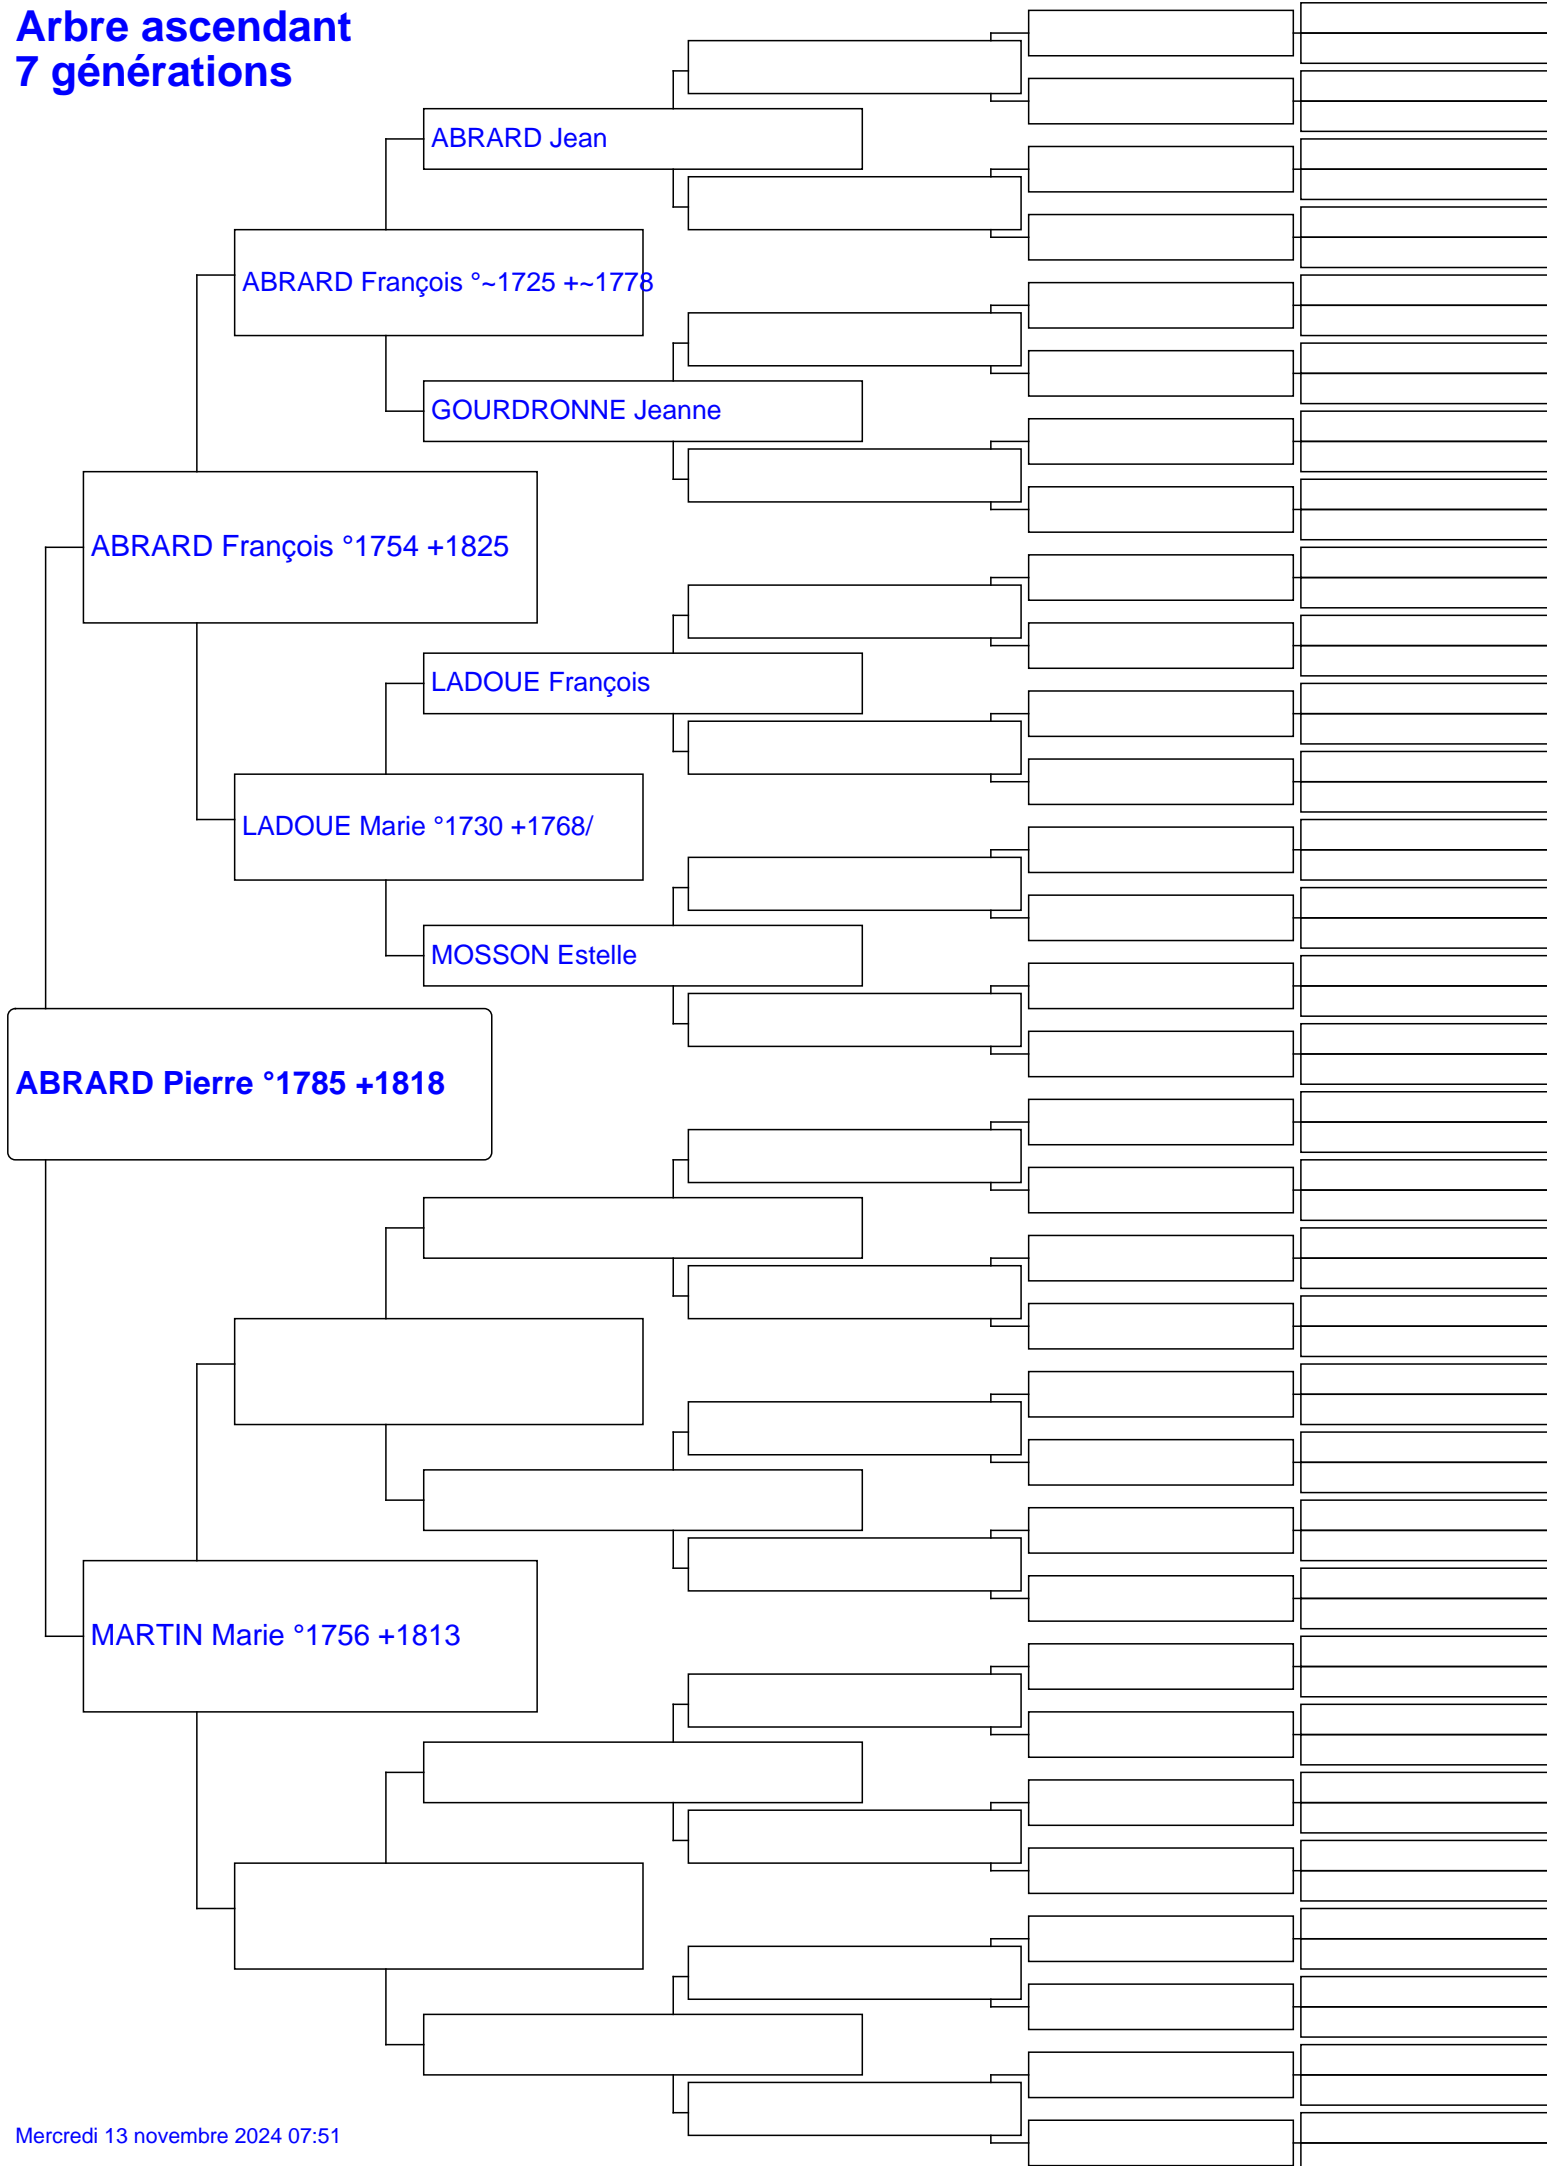 Arbre ascendant
7 générations
ABRARD Jean
ABRARD François °~1725 +~1778
GOURDRONNE Jeanne
ABRARD François °1754 +1825
LADOUE François
LADOUE Marie °1730 +1768/
MOSSON Estelle
ABRARD Pierre °1785 +1818
MARTIN Marie °1756 +1813
Mercredi 13 novembre 2024 07:51